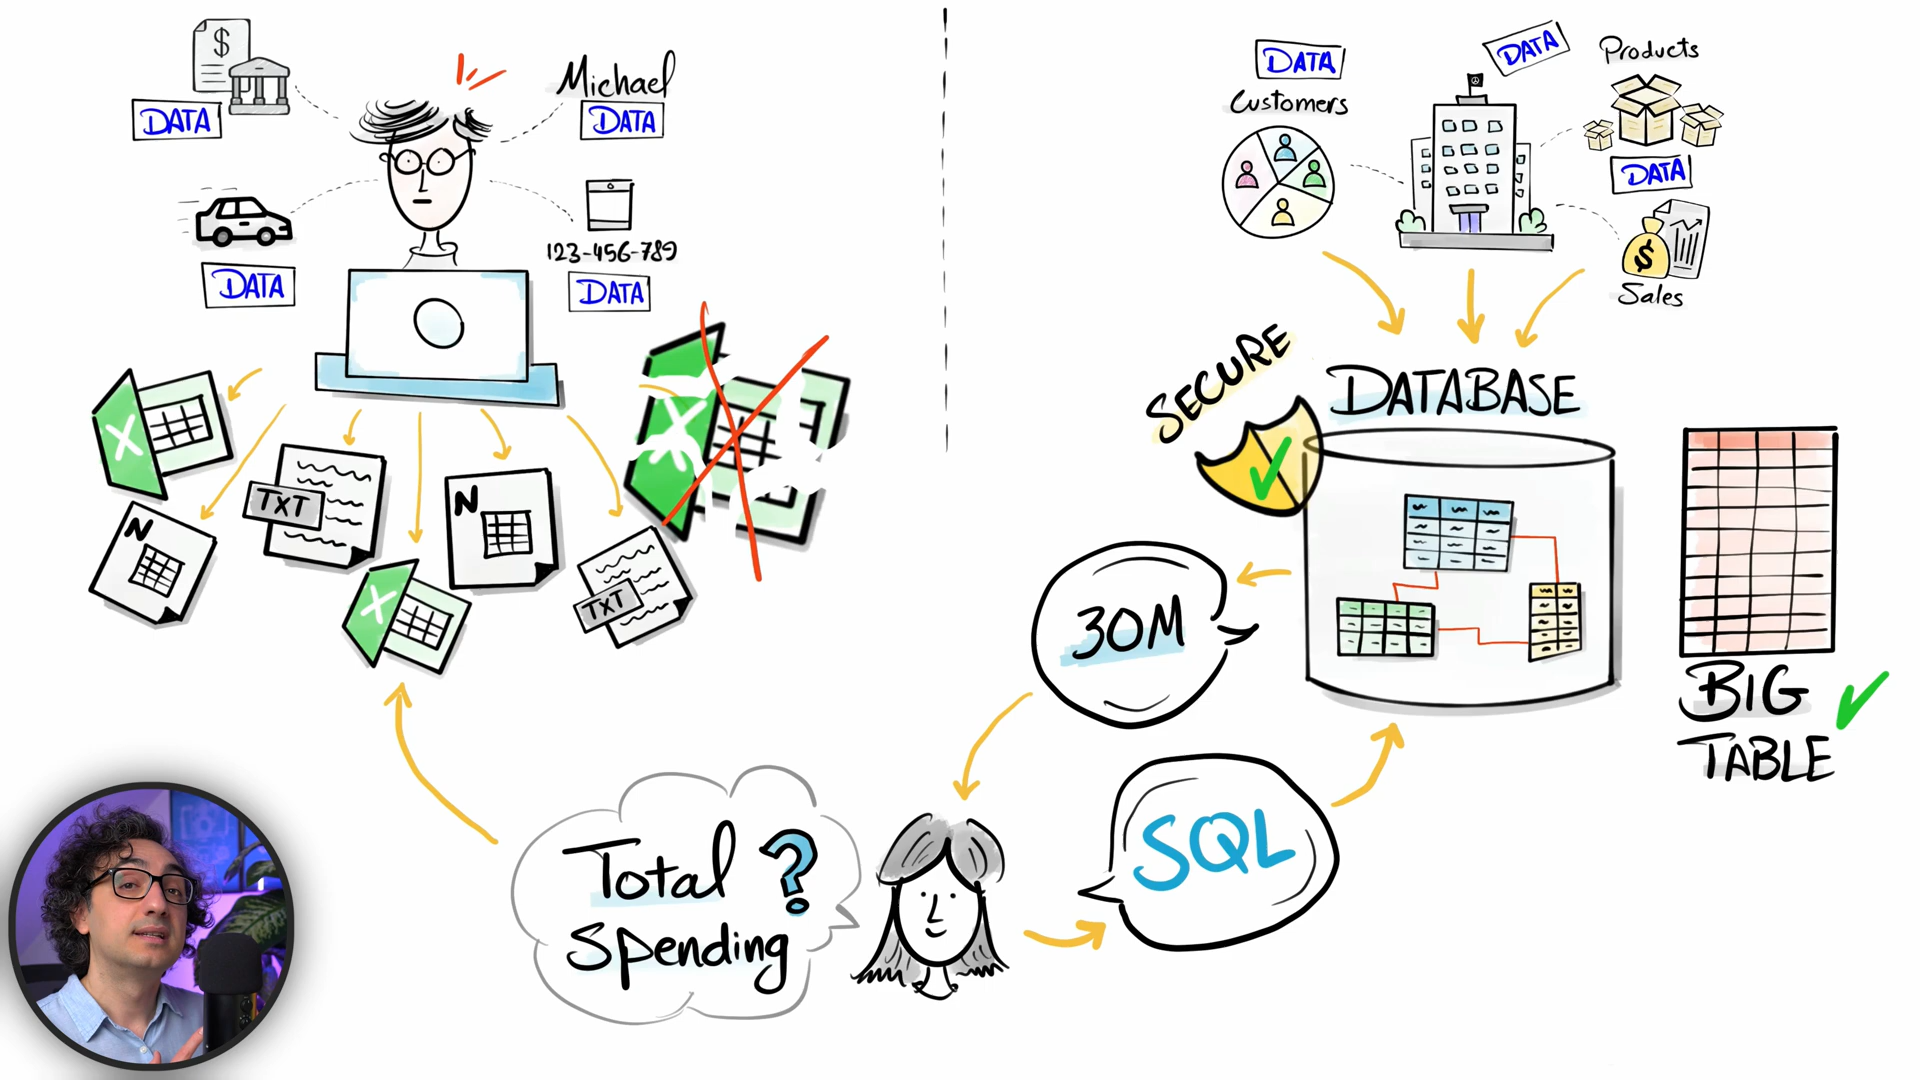 $
DATA
Michael
DATA
DATA
123-456-789
DATA
X
N
TXT
X
N
TXT
X
DATA
Customers
DATA
Products
DATA
$
Sales
SECURE
DATABASE
30M
BIG
TABLE
SQL
Total ?
Spending